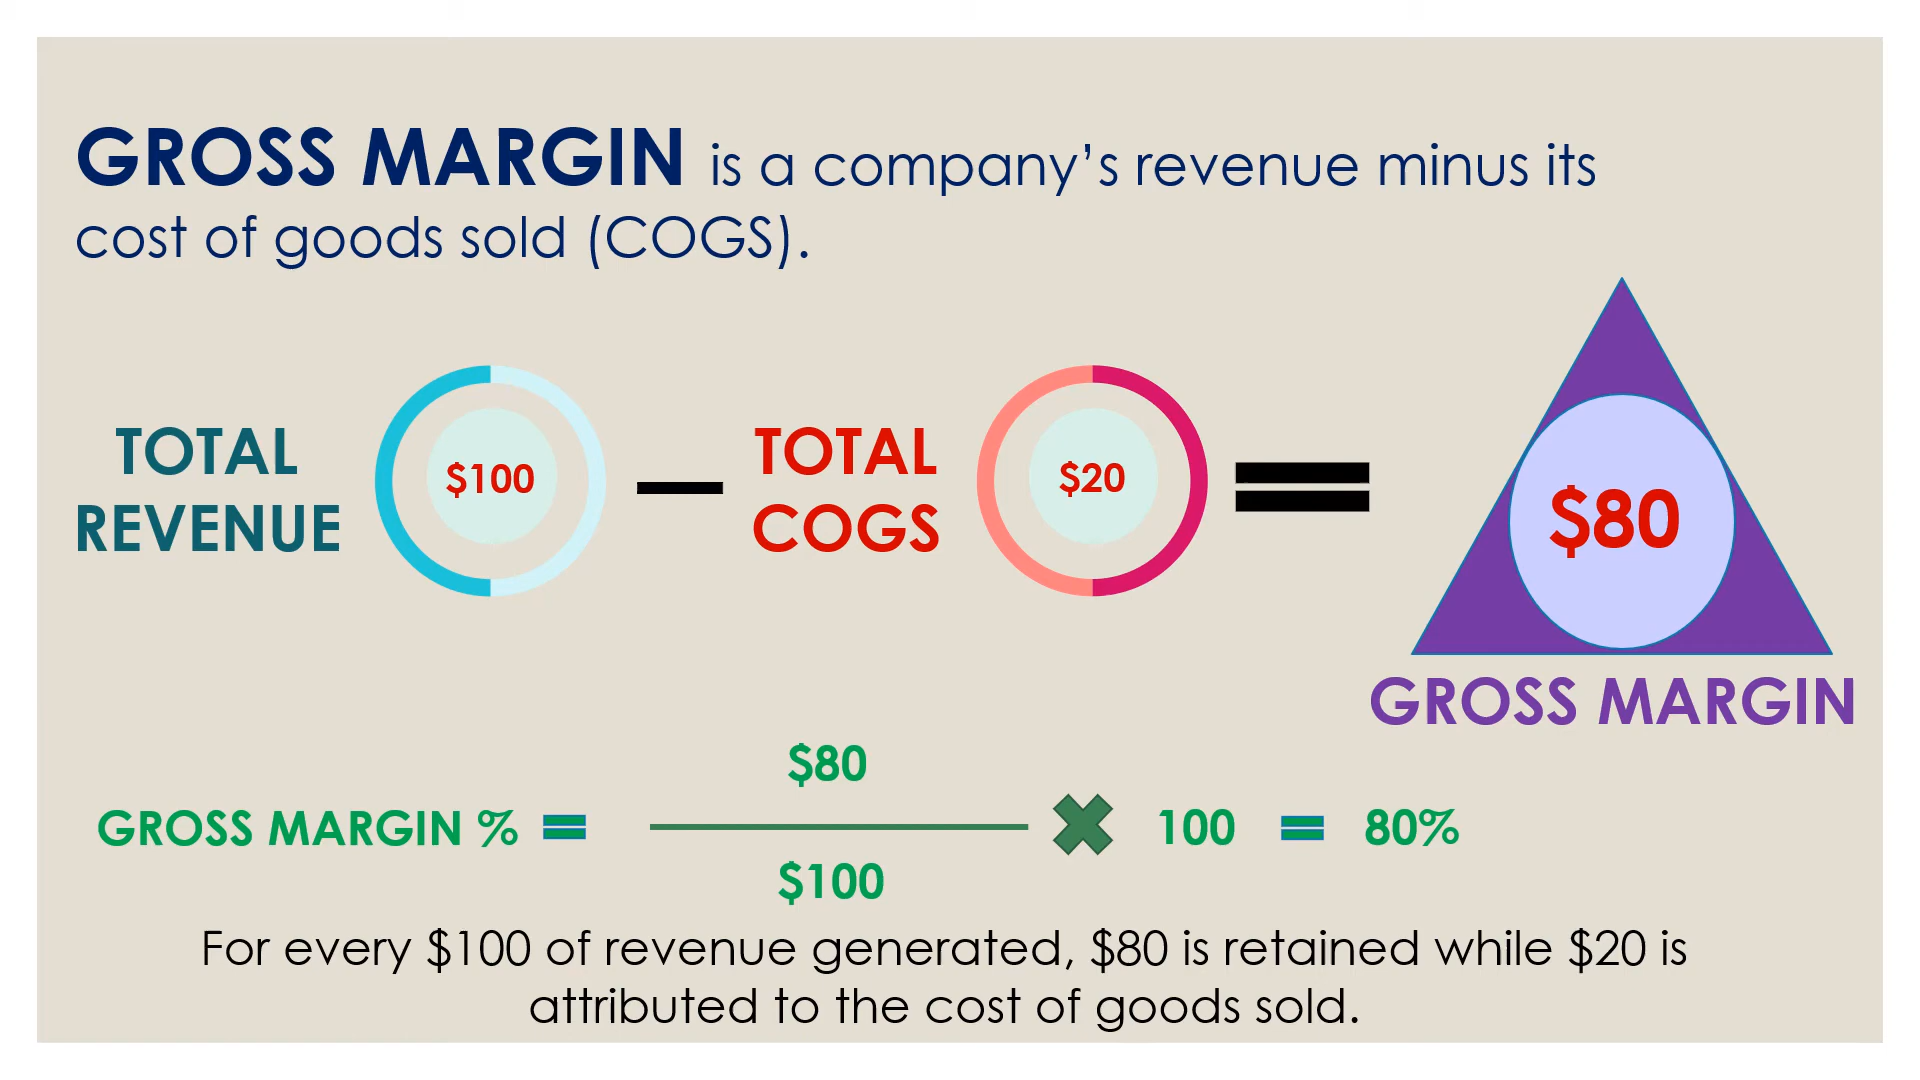 GROSS MARGIN is a company’s revenue minus its
cost of goods sold (COGS).
TOTAL
REVENUE
$100
TOTAL
COGS
$20
$80
GROSS MARGIN
GROSS MARGIN %
$80
$100
100
80%
For every $100 of revenue generated, $80 is retained while $20 is
attributed to the cost of goods sold.